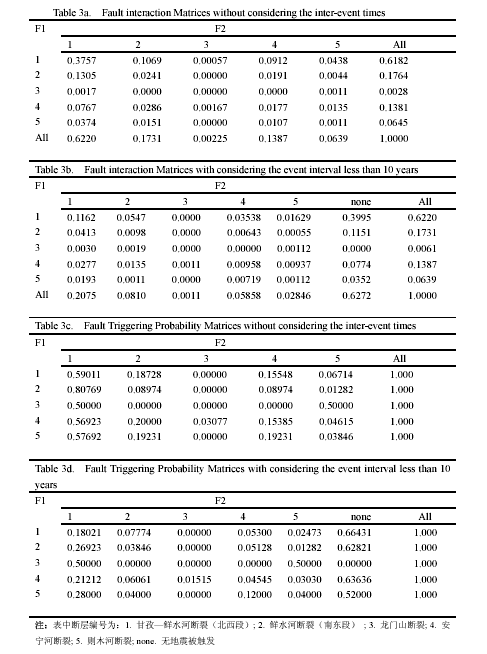 Table 3a. Fault interaction Matrices without considering the inter-event times
F1 F2
1 2 3 4 5 All
1 0.3757 0.1069 0.00057 0.0912 0.0438 0.6182
2 0.1305 0.0241 0.00000 0.0191 0.0044 0.1764
3 0.0017 0.0000 0.00000 0.0000 0.0011 0.0028
4 0.0767 0.0286 0.00167 0.0177 0.0135 0.1381
5 0.0374 0.0151 0.00000 0.0107 0.0011 0.0645
All 0.6220 0.1731 0.00225 0.1387 0.0639 1.0000
Table 3b. Fault interaction Matrices with considering the event interval less than 10 years
F1 F2
1 2 3 4 5 none All
1 0.1162 0.0547 0.0000 0.03538 0.01629 0.3995 0.6220
2 0.0413 0.0098 0.0000 0.00643 0.00055 0.1151 0.1731
3 0.0030 0.0019 0.0000 0.00000 0.00112 0.0000 0.0061
4 0.0277 0.0135 0.0011 0.00958 0.00937 0.0774 0.1387
5 0.0193 0.0011 0.0000 0.00719 0.00112 0.0352 0.0639
All 0.2075 0.0810 0.0011 0.05858 0.02846 0.6272 1.0000
Table 3c. Fault Triggering Probability Matrices without considering the inter-event times
F1 F2
1 2 3 4 5 All
1 0.59011 0.18728 0.00000 0.15548 0.06714 1.000
2 0.80769 0.08974 0.00000 0.08974 0.01282 1.000
3 0.50000 0.00000 0.00000 0.00000 0.50000 1.000
4 0.56923 0.20000 0.03077 0.15385 0.04615 1.000
5 0.57692 0.19231 0.00000 0.19231 0.03846 1.000
Table 3d. Fault Triggering Probability Matrices with considering the event interval less than 10
years
F1 F2
1 2 3 4 5 none All
1 0.18021 0.07774 0.00000 0.05300 0.02473 0.66431 1.000
2 0.26923 0.03846 0.00000 0.05128 0.01282 0.62821 1.000
3 0.50000 0.00000 0.00000 0.00000 0.50000 0.00000 1.000
4 0.21212 0.06061 0.01515 0.04545 0.03030 0.63636 1.000
5 0.28000 0.04000 0.00000 0.12000 0.04000 0.52000 1.000
注：表中断层编号为：1. 甘孜—鲜水河断裂（北西段）; 2. 鲜水河断裂（南东段）; 3. 龙门山断裂; 4. 安
宁河断裂; 5. 则木河断裂; none. 无地震被触发